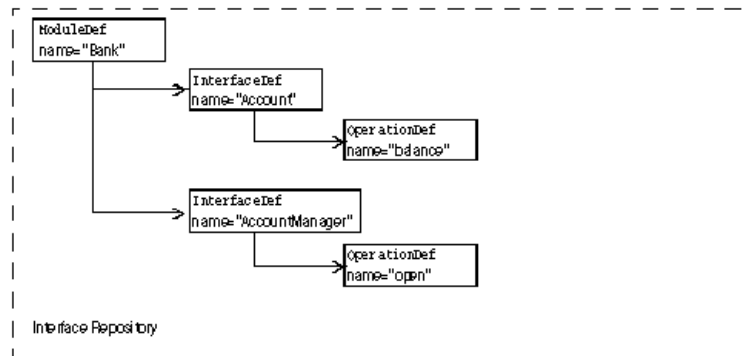 ModuleDef
name="Bank"
InterfaceDef
name="Account"
OperationDef
name="balance"
InterfaceDef
name="AccountManager"
OperationDef
name="open"
Interface Repository